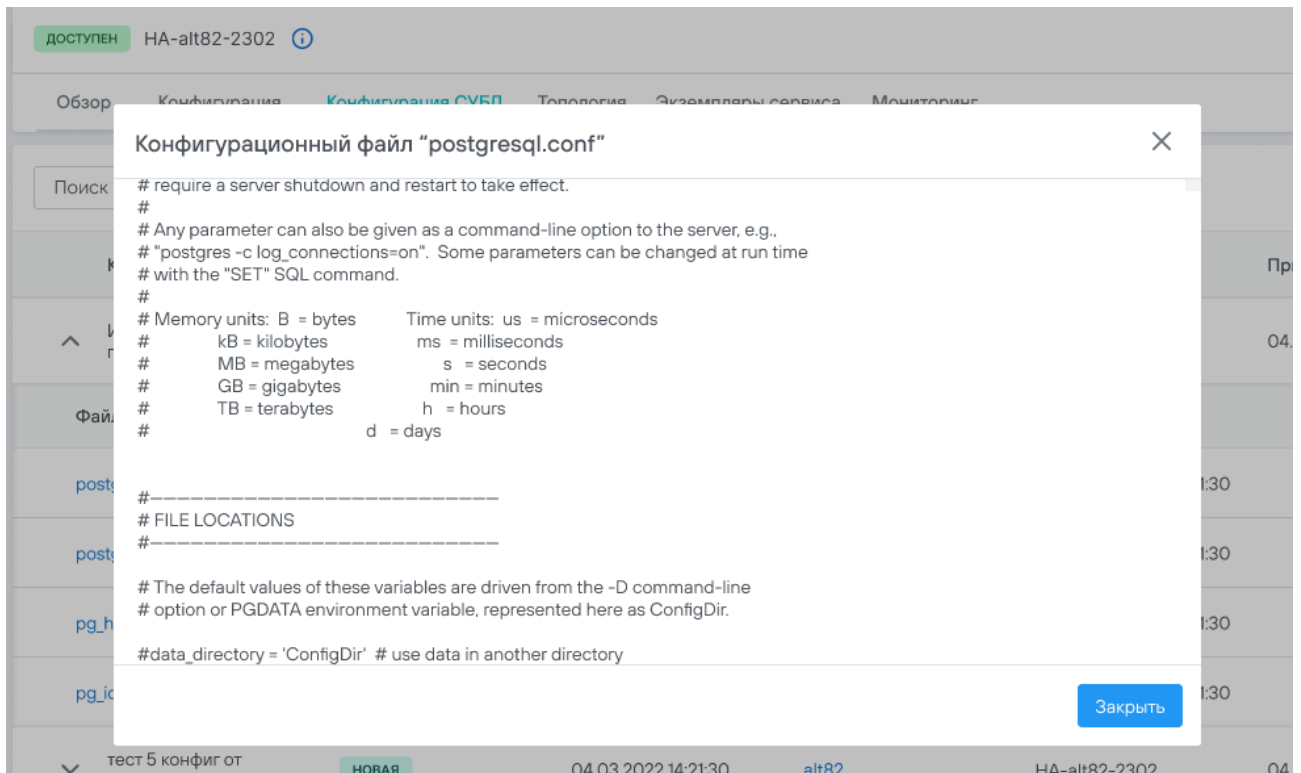 ДОСТУПЕН HA-alt82-2302
Обзор Конфигурация Конфигурация СУБД Топология Экземпляры сервиса Мониторинг
Конфигурационный файл “postgresql.conf”
Поиск
# require a server shutdown and restart to take effect.
#
# Any parameter can also be given as a command-line option to the server, e.g.,
# "postgres -c log_connections=on". Some parameters can be changed at run time
# with the "SET" SQL command.
#
# Memory units: B = bytes Time units: us = microseconds
# kB = kilobytes ms = milliseconds
# MB = megabytes s = seconds
# GB = gigabytes min = minutes
# TB = terabytes h = hours
# d = days
#——————————————————————————
# FILE LOCATIONS
#——————————————————————————
# The default values of these variables are driven from the -D command-line
# option or PGDATA environment variable, represented here as ConfigDir.
#data_directory = 'ConfigDir' # use data in another directory
Закрыть
тест 5 конфиг от
НОВАЯ 04.03.2022 14:21:30 alt82 HA-alt82-2302 04